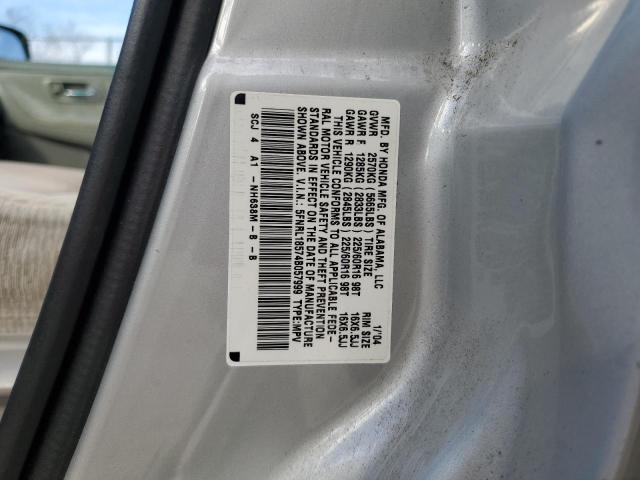 MFD. BY HONDA MFG. OF ALABAMA, LLC 1/04
GVWR 2570KG (5665LBS) TIRE SIZE RIM SIZE
GAWR F 1285KG (2833LBS) 225/60R16 98T 16X6.5JJ
GAWR R 1290KG (2843LBS) 225/60R16 98T 16X6.5JJ
THIS VEHICLE CONFORMS TO ALL APPLICABLE FEDE-
RAL MOTOR VEHICLE SAFETY AND THEFT PREVENTION
STANDARDS IN EFFECT ON THE DATE OF MANUFACTURE
SHOWN ABOVE. V.I.N.: 5FNRL18574B057999 TYPE:MPV
SCJ 4 A1 -NH638M - B - B